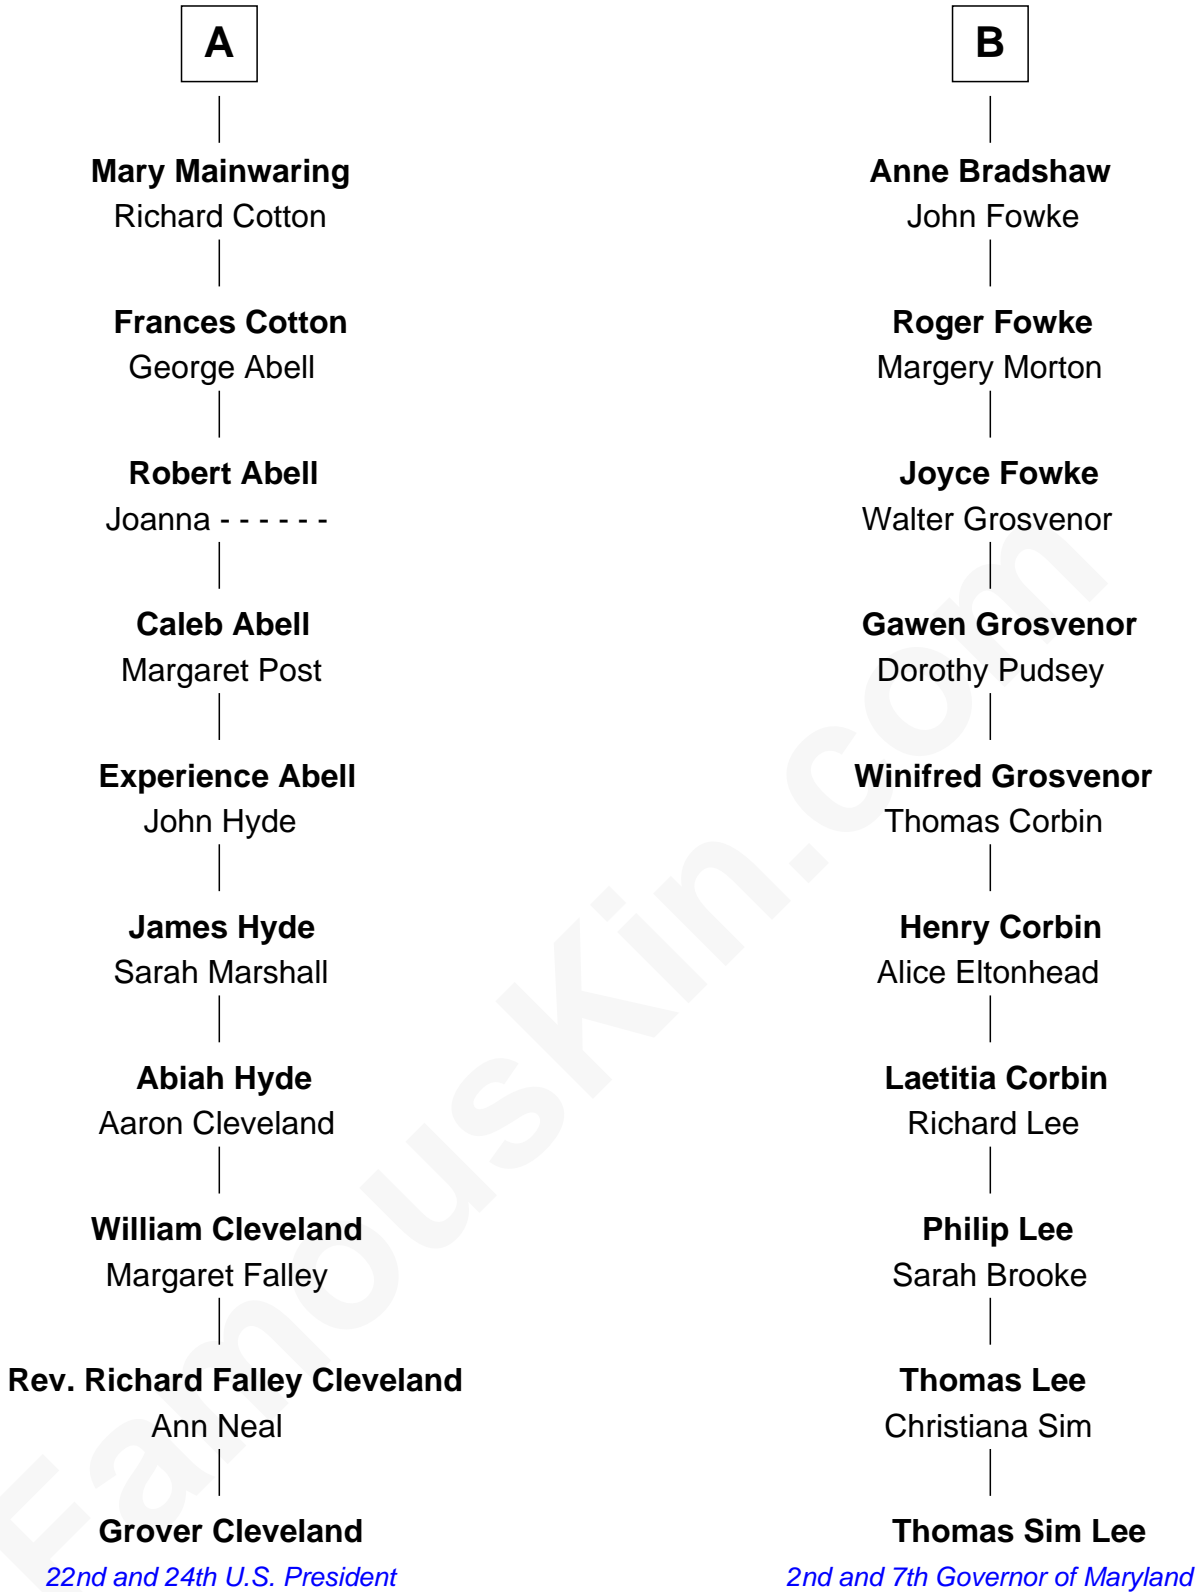 A
Mary Mainwaring
Richard Cotton
Frances Cotton
George Abell
Robert Abell
Joanna - - - - - -
Caleb Abell
Margaret Post
Experience Abell
John Hyde
James Hyde
Sarah Marshall
Abiah Hyde
Aaron Cleveland
William Cleveland
Margaret Falley
Rev. Richard Falley Cleveland
Ann Neal
Grover Cleveland
22nd and 24th U.S. President
B
Anne Bradshaw
John Fowke
Roger Fowke
Margery Morton
Joyce Fowke
Walter Grosvenor
Gawen Grosvenor
Dorothy Pudsey
Winifred Grosvenor
Thomas Corbin
Henry Corbin
Alice Eltonhead
Laetitia Corbin
Richard Lee
Philip Lee
Sarah Brooke
Thomas Lee
Christiana Sim
Thomas Sim Lee
2nd and 7th Governor of Maryland
FamousKin.com